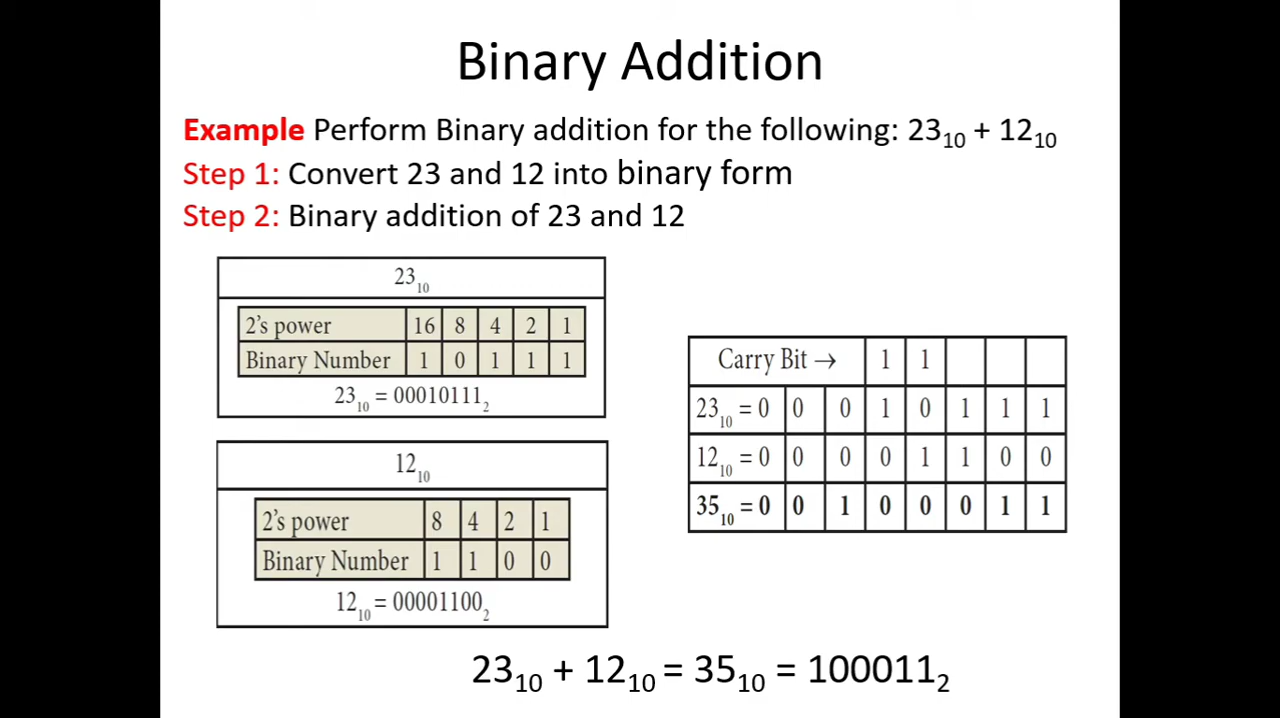 Binary Addition
Example Perform Binary addition for the following: 23₁₀ + 12₁₀
Step 1: Convert 23 and 12 into binary form
Step 2: Binary addition of 23 and 12
23₁₀
2's power 16 8 4 2 1
Binary Number 1 0 1 1 1
23₁₀ = 00010111₂
12₁₀
2's power 8 4 2 1
Binary Number 1 1 0 0
12₁₀ = 00001100₂
Carry Bit → 1 1
23₁₀ = 0 0 0 1 0 1 1 1
12₁₀ = 0 0 0 0 1 1 0 0
35₁₀ = 0 0 1 0 0 0 1 1
23₁₀ + 12₁₀ = 35₁₀ = 100011₂